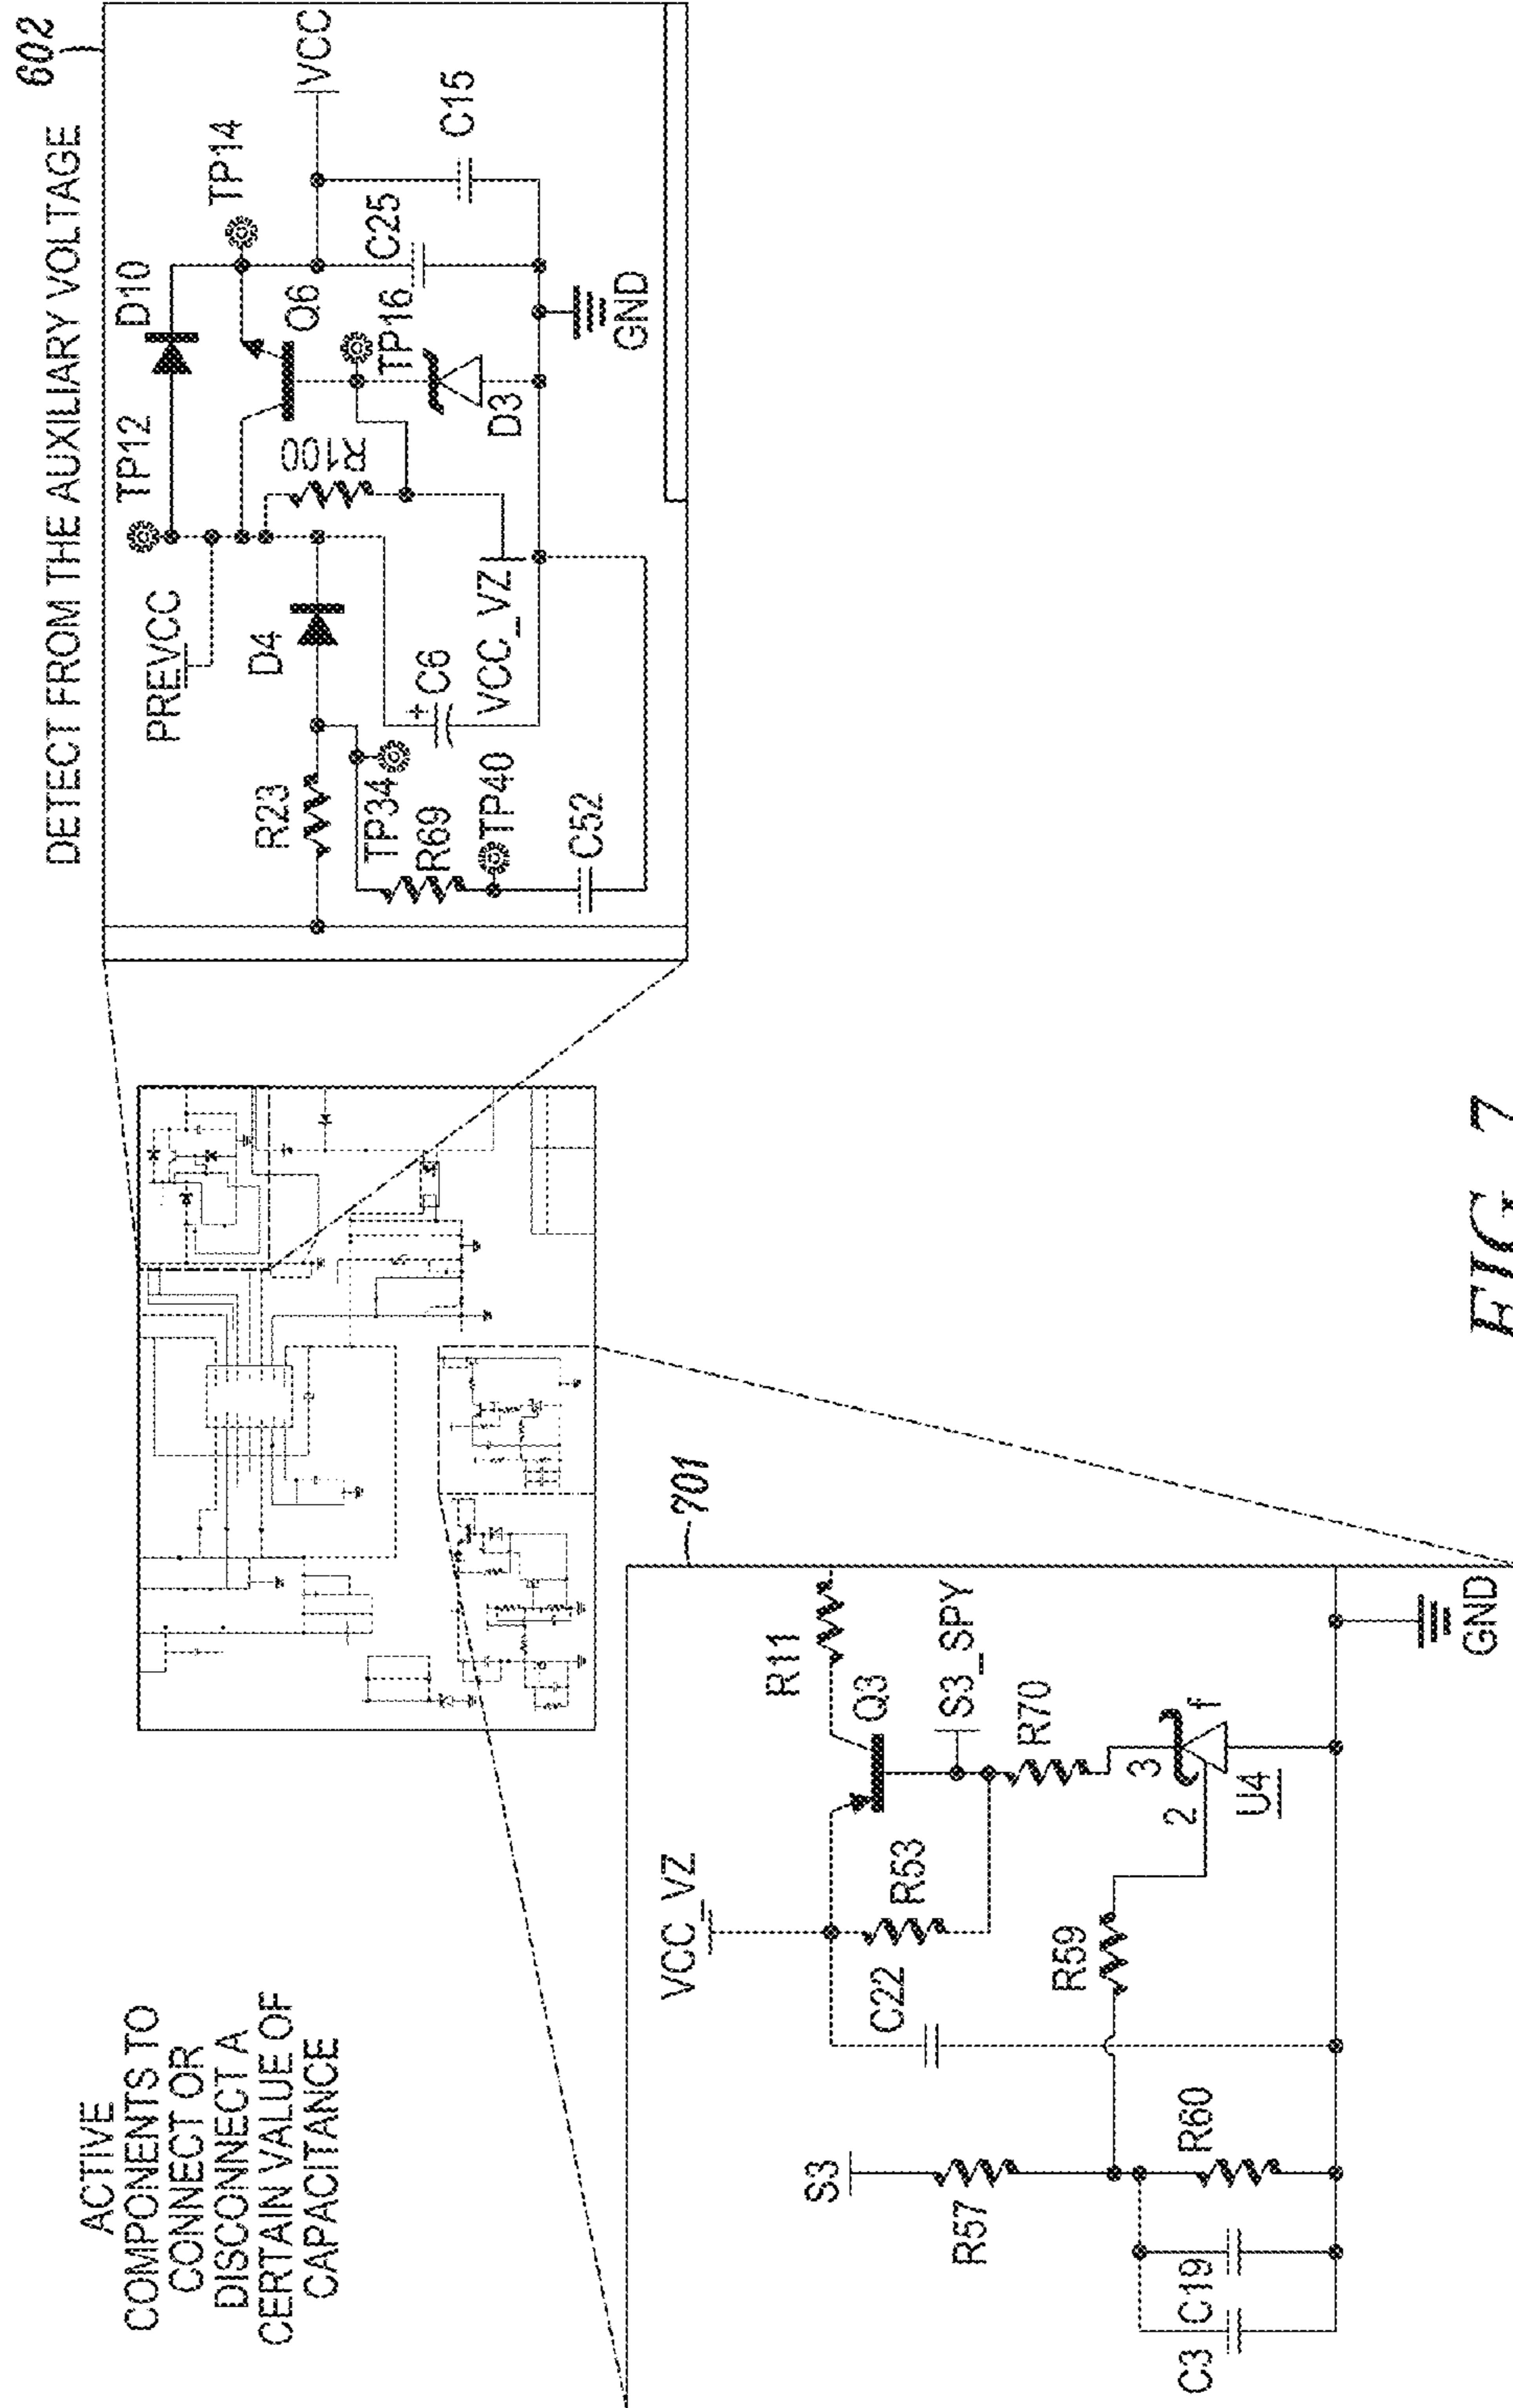 DETECT FROM THE AUXILIARY VOLTAGE
602
TP12
D10
TP14
PREVCC
VCC
D4
R23
Q6
R100
C25
TP16
C15
TP34
C6
+
R69
TP40
VCC_VZ
D3
GND
C52
ACTIVE
COMPONENTS TO
CONNECT OR
DISCONNECT A
CERTAIN VALUE OF
CAPACITANCE
701
VCC_VZ
R11
S3
C22
R53
Q3
S3_SPY
R57
R59
R70
3
2
f
U4
R60
C3
C19
GND
FIG. 7